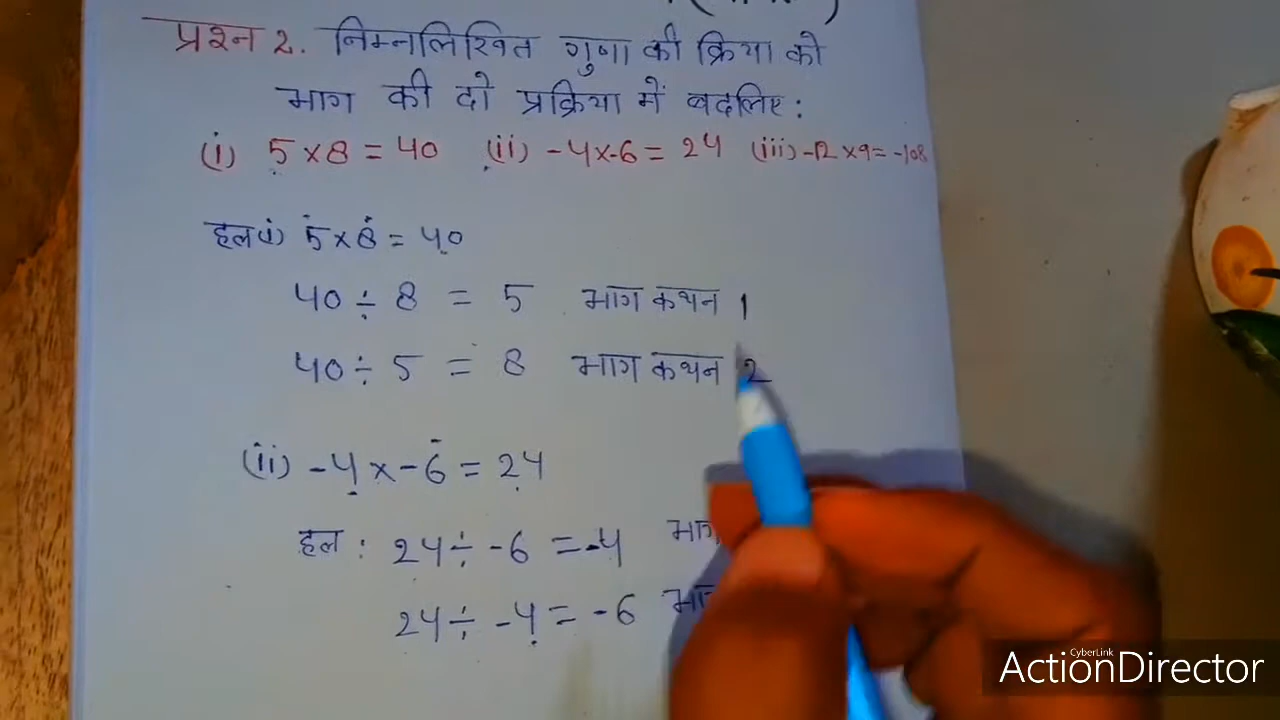 प्रश्न 2. निम्नलिखित गुणा की क्रिया को
भाग की दो प्रक्रिया में बदलिए :
(i) 5 × 8 = 40 (ii) -4 × -6 = 24 (iii) -12 × 9 = -108
हल (i) 5 × 8 = 40
40 ÷ 8 = 5 भाग कथन 1
40 ÷ 5 = 8 भाग कथन 2
(ii) -4 × -6 = 24
हल : 24 ÷ -6 = -4 भाग
24 ÷ -4 = -6
CyberLink
ActionDirector